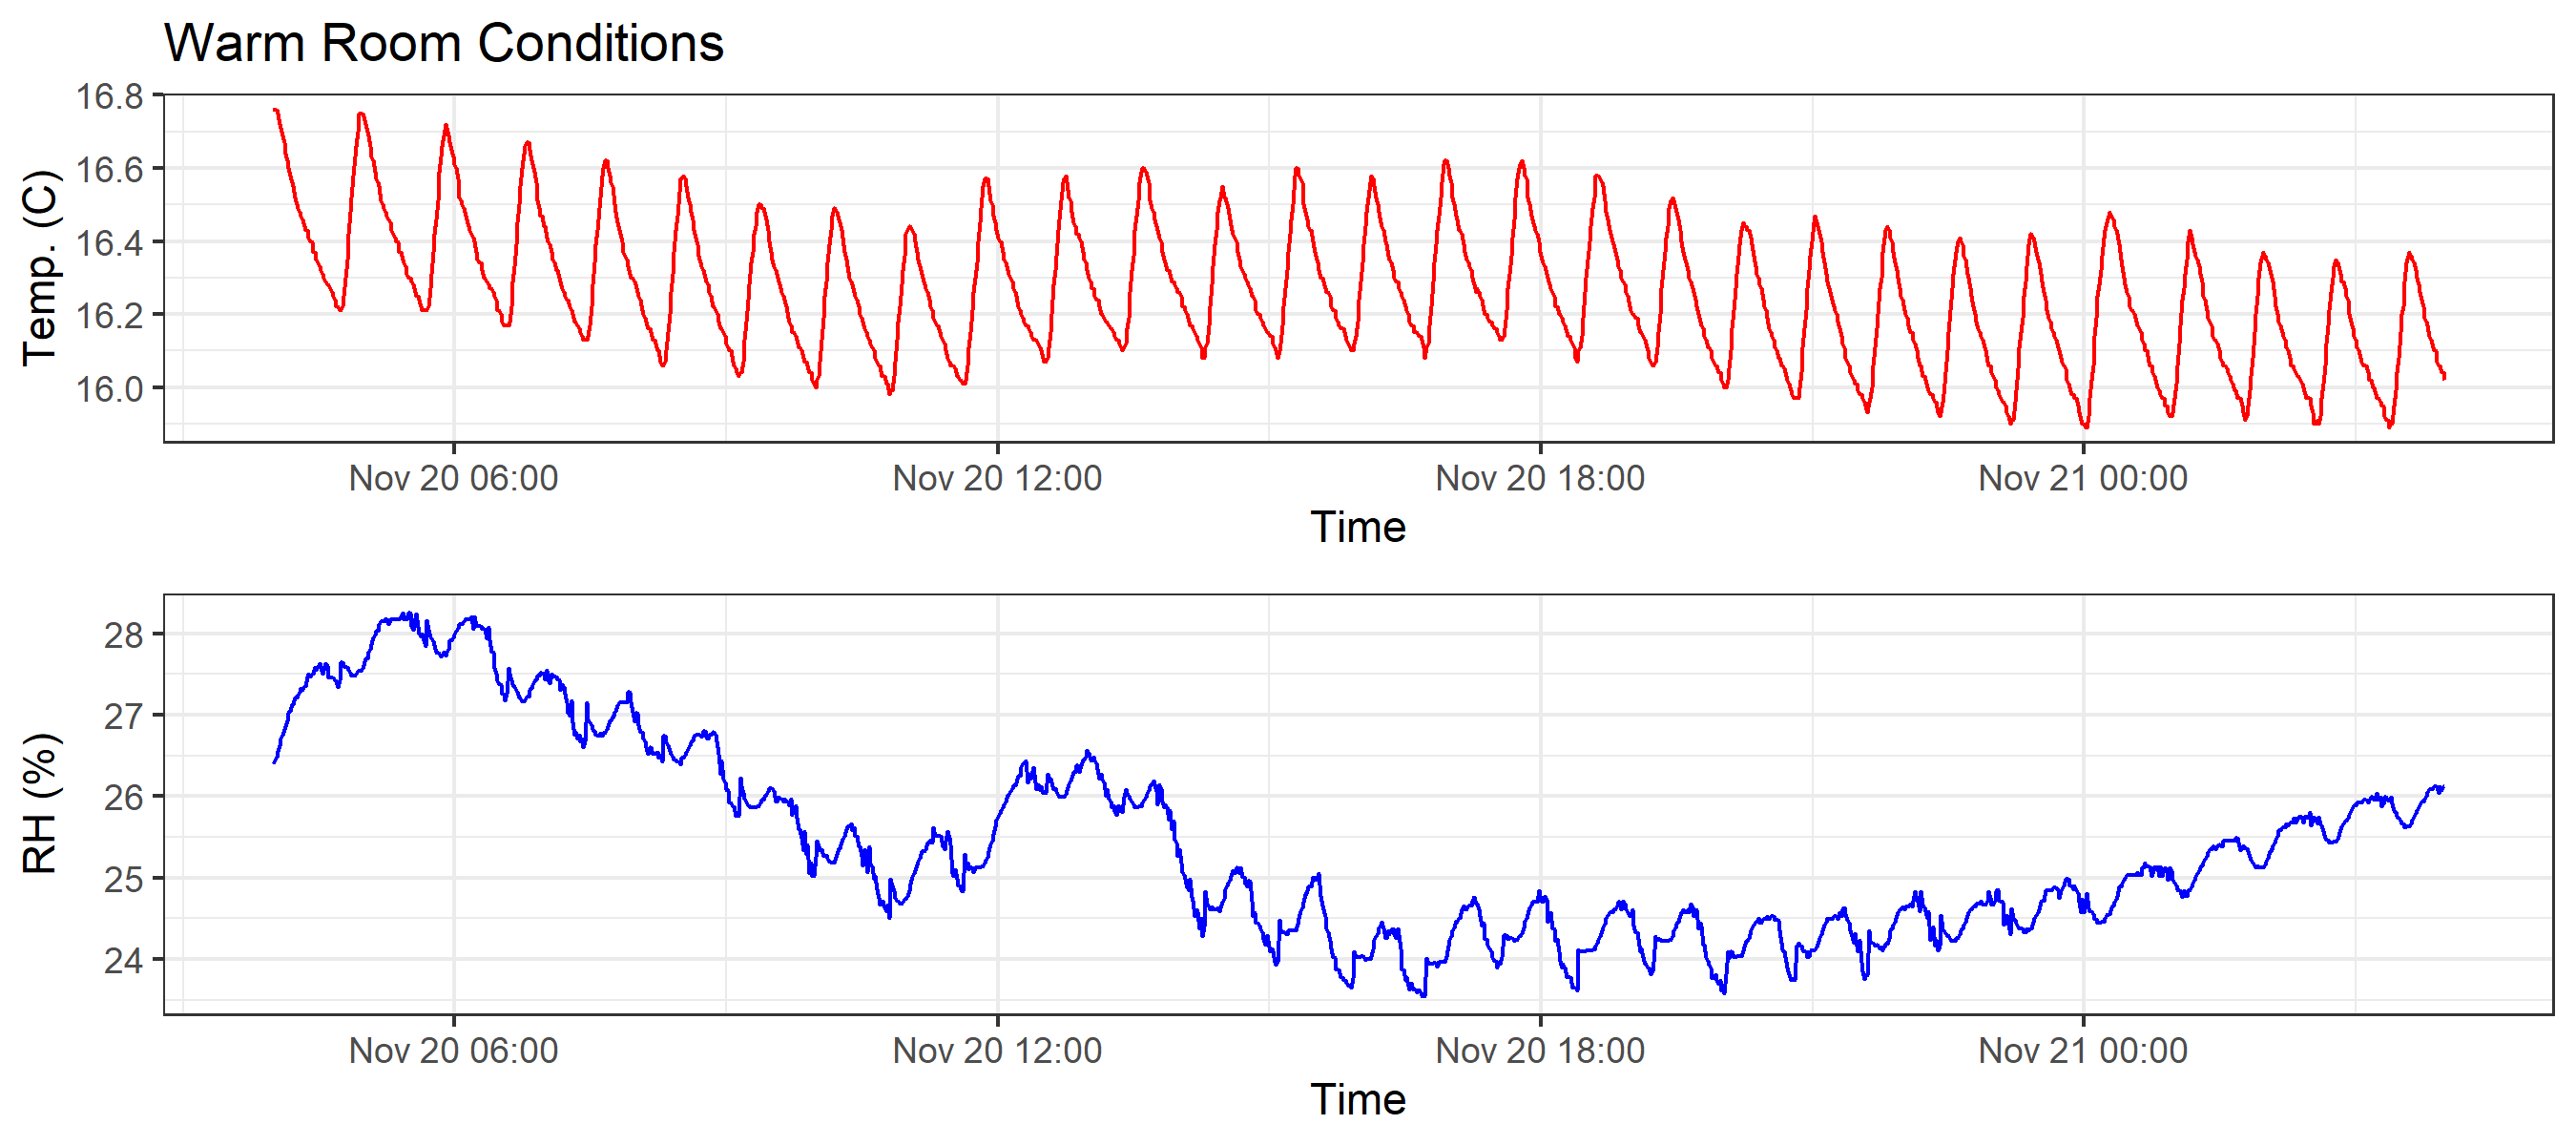 Warm Room Conditions
Temp. (C)
16.8
16.6
16.4
16.2
16.0
Nov 20 06:00 Nov 20 12:00 Nov 20 18:00 Nov 21 00:00
Time
RH (%)
28
27
26
25
24
Nov 20 06:00 Nov 20 12:00 Nov 20 18:00 Nov 21 00:00
Time